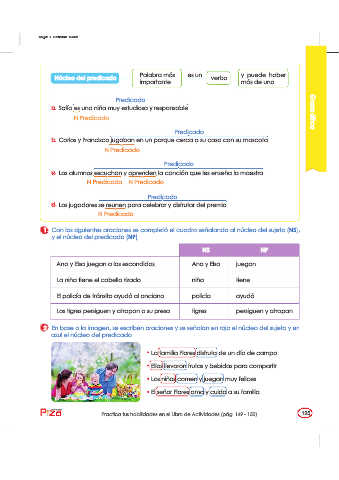 Núcleo del predicado
Palabra más importante
es un
verbo
y puede haber más de uno
Gramática
Predicado
a. Sofía es una niña muy estudiosa y responsable
N Predicado
Predicado
b. Carlos y Francisco jugaban en un parque cerca a su casa con su mascota
N Predicado
Predicado
c. Los alumnos escuchan y aprenden la canción que les enseña la maestra
N Predicado N Predicado
Predicado
d. Los jugadores se reunen para celebrar y disfrutar del premio
N Predicado
1 Con las siguientes oraciones se completó el cuadro señalando al núcleo del sujeto (NS),
y el núcleo del predicado (NP)
NS NP
Ana y Elsa juegan a las escondidas Ana y Elsa juegan
La niña tiene el cabello rizado niña tiene
El policía de tránsito ayudó al anciano policía ayudó
Los tigres persiguen y atrapan a su presa tigres persiguen y atrapan
2 En base a la imagen, se escriben oraciones y se señalan en rojo el núcleo del sujeto y en
azul el núcleo del predicado
• La familia Flores disfruta de un día de campo
• Ellos llevaron frutas y bebidas para compartir
• Los niños comen y juegan muy felices
• El señor Flores ama y cuida a su familia
Practica tus habilidades en el Libro de Actividades (pág. 149 - 150)